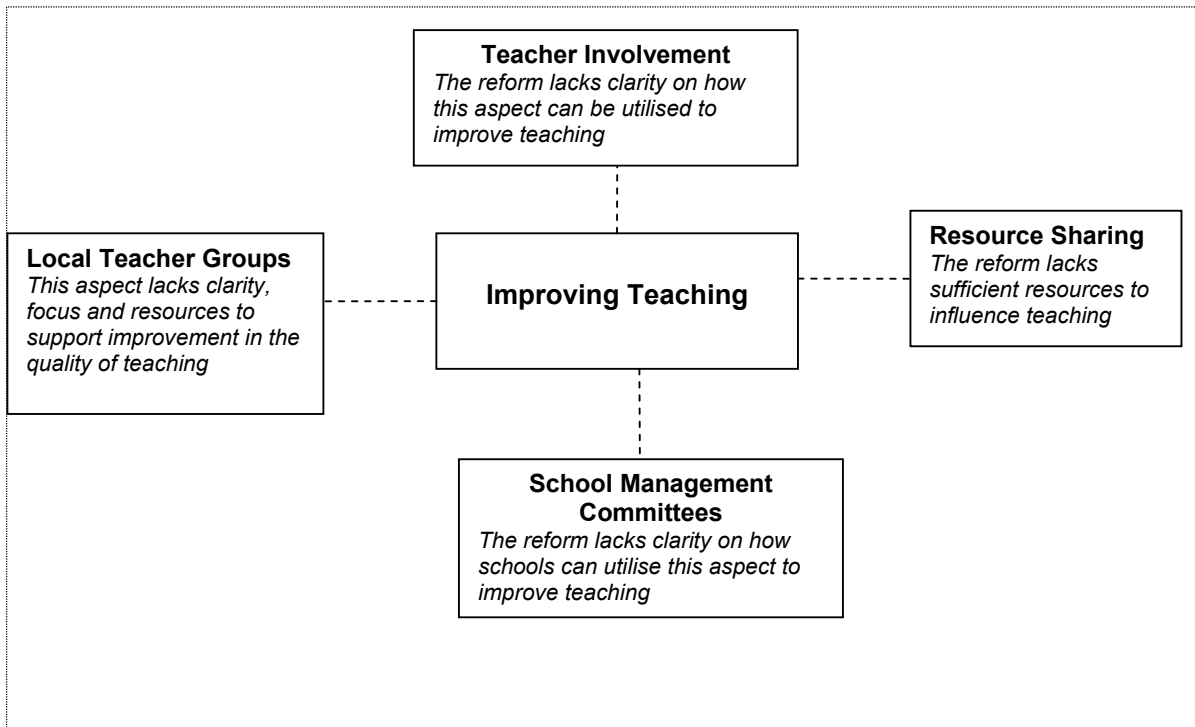 Teacher Involvement
The reform lacks clarity on how
this aspect can be utilised to
improve teaching
Local Teacher Groups
This aspect lacks clarity,
focus and resources to
support improvement in the
quality of teaching
Improving Teaching
Resource Sharing
The reform lacks
sufficient resources to
influence teaching
School Management
Committees
The reform lacks clarity on how
schools can utilise this aspect to
improve teaching